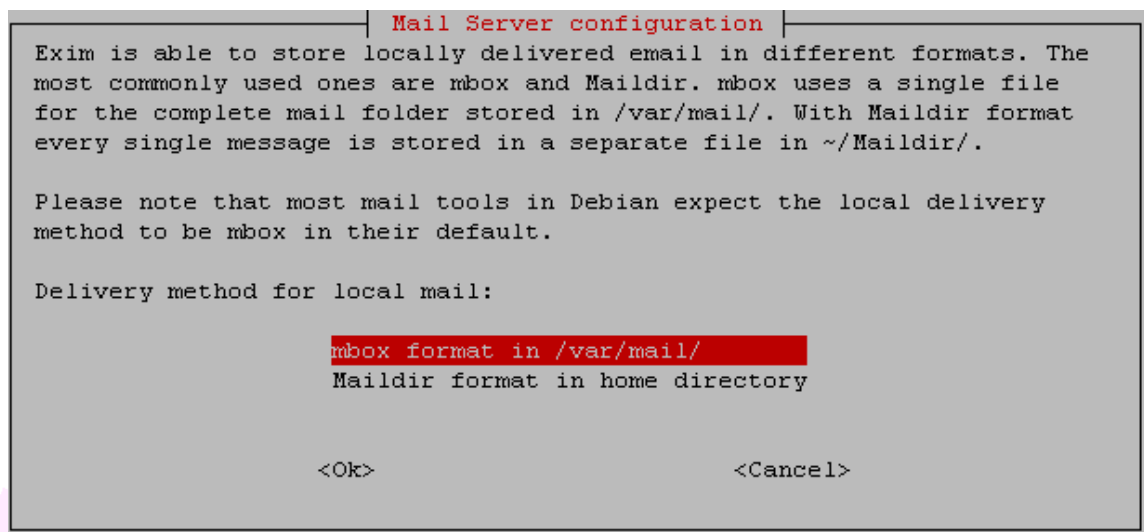 Mail Server configuration
Exim is able to store locally delivered email in different formats. The
most commonly used ones are mbox and Maildir. mbox uses a single file
for the complete mail folder stored in /var/mail/. With Maildir format
every single message is stored in a separate file in ~/Maildir/.
Please note that most mail tools in Debian expect the local delivery
method to be mbox in their default.
Delivery method for local mail:
mbox format in /var/mail/
Maildir format in home directory
<Ok> <Cancel>